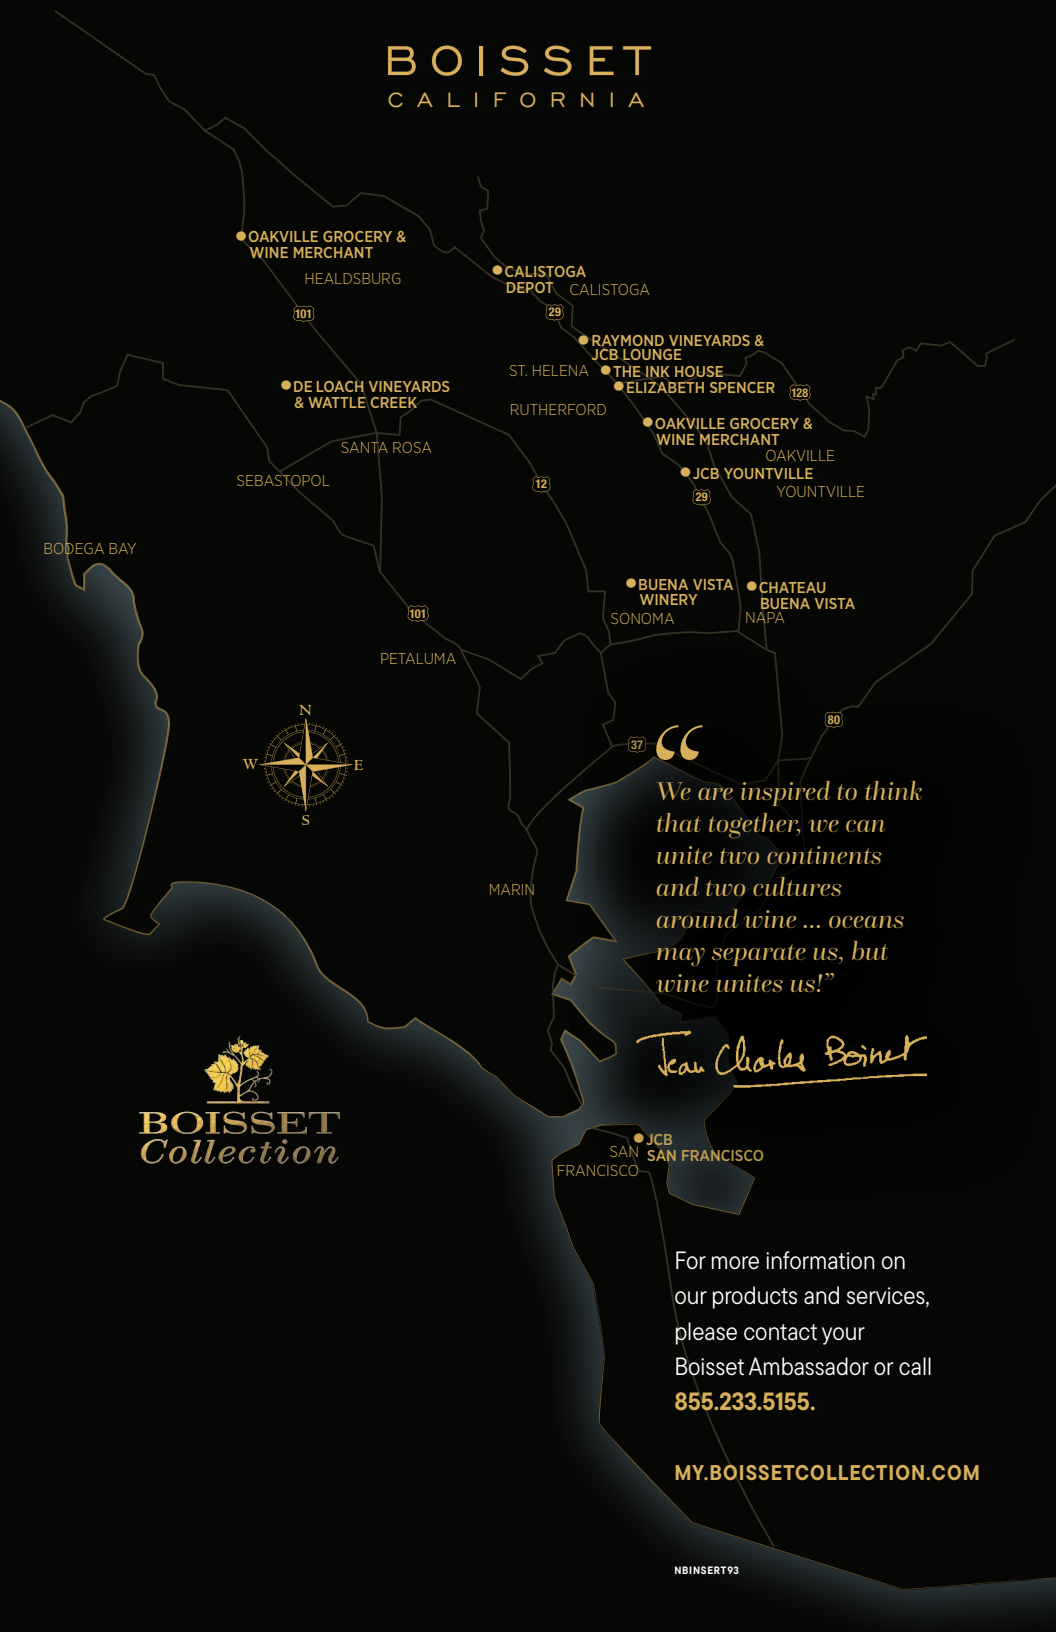 BOISSET
CALIFORNIA
OAKVILLE GROCERY &
WINE MERCHANT
HEALDSBURG
101
CALISTOGA
DEPOT
CALISTOGA
29
RAYMOND VINEYARDS &
JCB LOUNGE
ST. HELENA
THE INK HOUSE
ELIZABETH SPENCER
128
DE LOACH VINEYARDS
& WATTLE CREEK
RUTHERFORD
OAKVILLE GROCERY &
WINE MERCHANT
OAKVILLE
SANTA ROSA
JCB YOUNTVILLE
SEBASTOPOL
12
YOUNTVILLE
29
BODEGA BAY
BUENA VISTA
WINERY
SONOMA
CHATEAU
BUENA VISTA
NAPA
101
PETALUMA
N
W
E
S
80
37
“
We are inspired to think
that together, we can
unite two continents
and two cultures
around wine ... oceans
may separate us, but
wine unites us!”
MARIN
Jean Charles Boisset
BOISSET
Collection
JCB
SAN FRANCISCO
SAN
FRANCISCO
For more information on
our products and services,
please contact your
Boisset Ambassador or call
855.233.5155.
MY.BOISSETCOLLECTION.COM
NBINSERT93